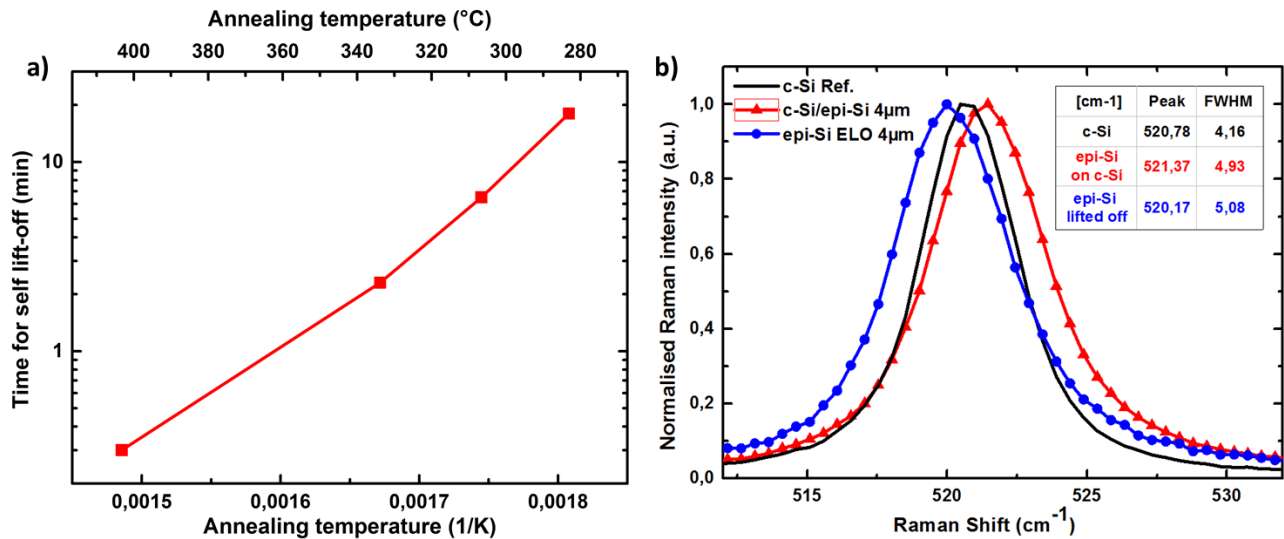 Annealing temperature (°C)
400 380 360 340 320 300 280
a)
10
1
Time for self lift-off (min)
0,0015 0,0016 0,0017 0,0018
Annealing temperature (1/K)
b)
c-Si Ref.
c-Si/epi-Si 4µm
epi-Si ELO 4µm
[cm-1] Peak FWHM
c-Si 520,78 4,16
epi-Si
on c-Si 521,37 4,93
epi-Si
lifted off 520,17 5,08
1,0
0,8
0,6
0,4
0,2
0,0
Normalised Raman intensity (a.u.)
515 520 525 530
Raman Shift (cm⁻¹)